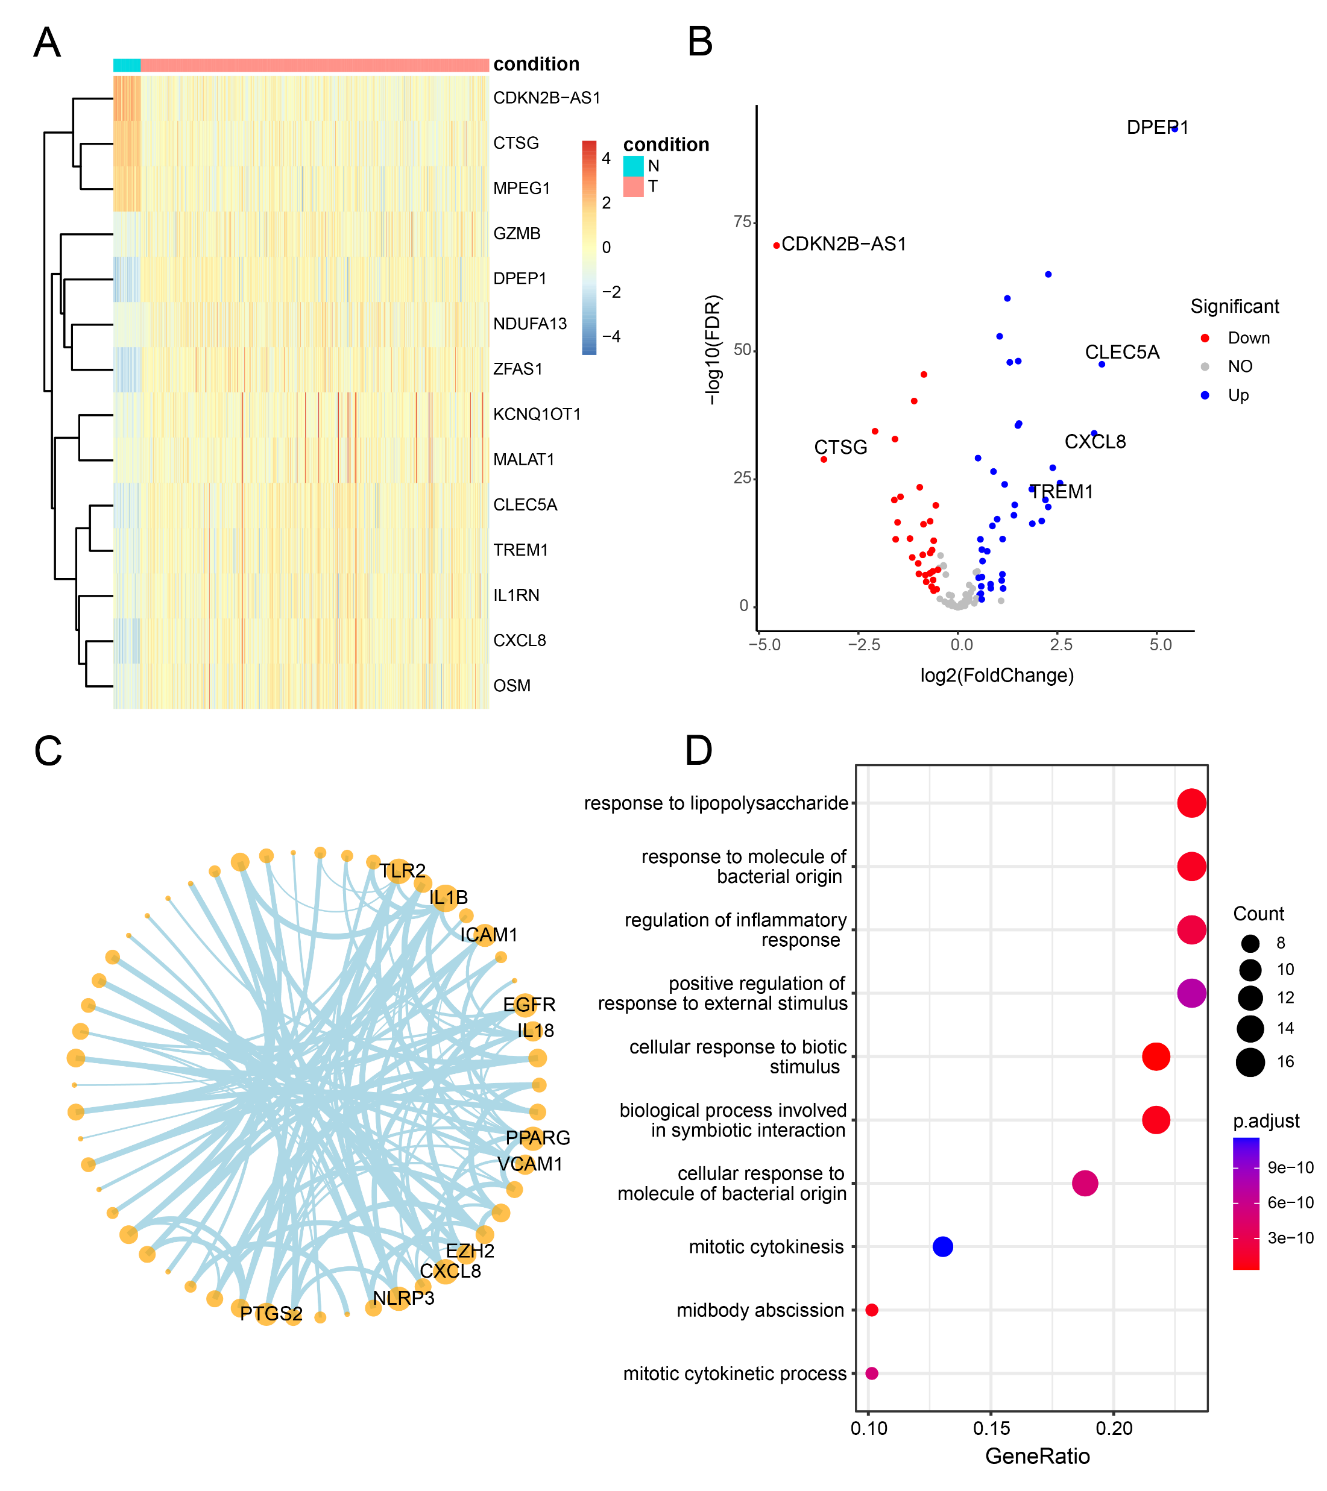 A
condition
CDKN2B−AS1
CTSG
MPEG1
GZMB
DPEP1
NDUFA13
ZFAS1
KCNQ1OT1
MALAT1
CLEC5A
TREM1
IL1RN
CXCL8
OSM
4
2
0
−2
−4
condition
N
T
B
DPEP1
CDKN2B−AS1
CLEC5A
CXCL8
CTSG
TREM1
75
50
25
0
−log10(FDR)
−5.0
−2.5
0.0
2.5
5.0
log2(FoldChange)
Significant
Down
NO
Up
C
TLR2
IL1B
ICAM1
EGFR
IL18
PPARG
VCAM1
EZH2
CXCL8
NLRP3
PTGS2
D
response to lipopolysaccharide
response to molecule of
bacterial origin
regulation of inflammatory
response
positive regulation of
response to external stimulus
cellular response to biotic
stimulus
biological process involved
in symbiotic interaction
cellular response to
molecule of bacterial origin
mitotic cytokinesis
midbody abscission
mitotic cytokinetic process
0.10
0.15
0.20
GeneRatio
Count
8
10
12
14
16
p.adjust
9e−10
6e−10
3e−10